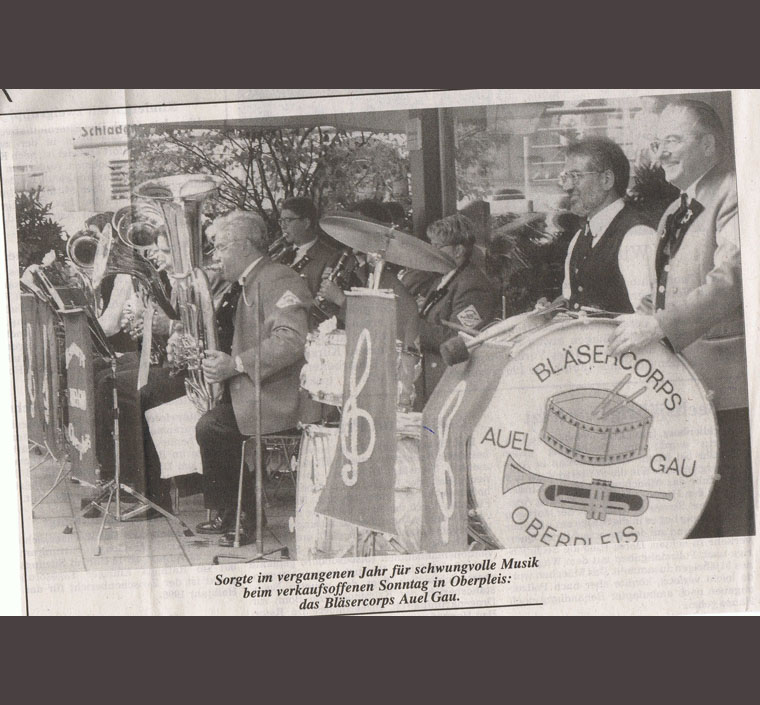 Schlade
BLÄSERCORPS
AUEL
GAU
OBERPLEIS
Sorgte im vergangenen Jahr für schwungvolle Musik
beim verkaufsoffenen Sonntag in Oberpleis:
das Bläsercorps Auel Gau.